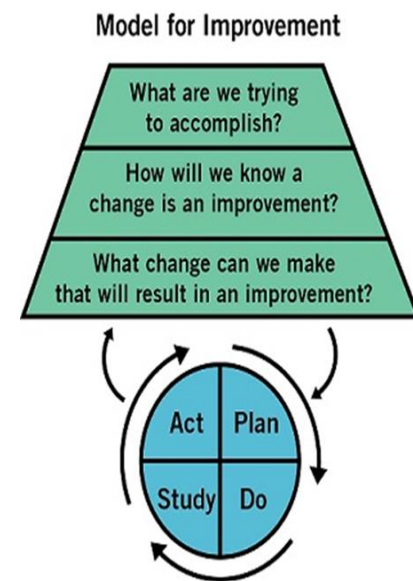 Model for Improvement
What are we trying
to accomplish?
How will we know a
change is an improvement?
What change can we make
that will result in an improvement?
Act
Plan
Study
Do